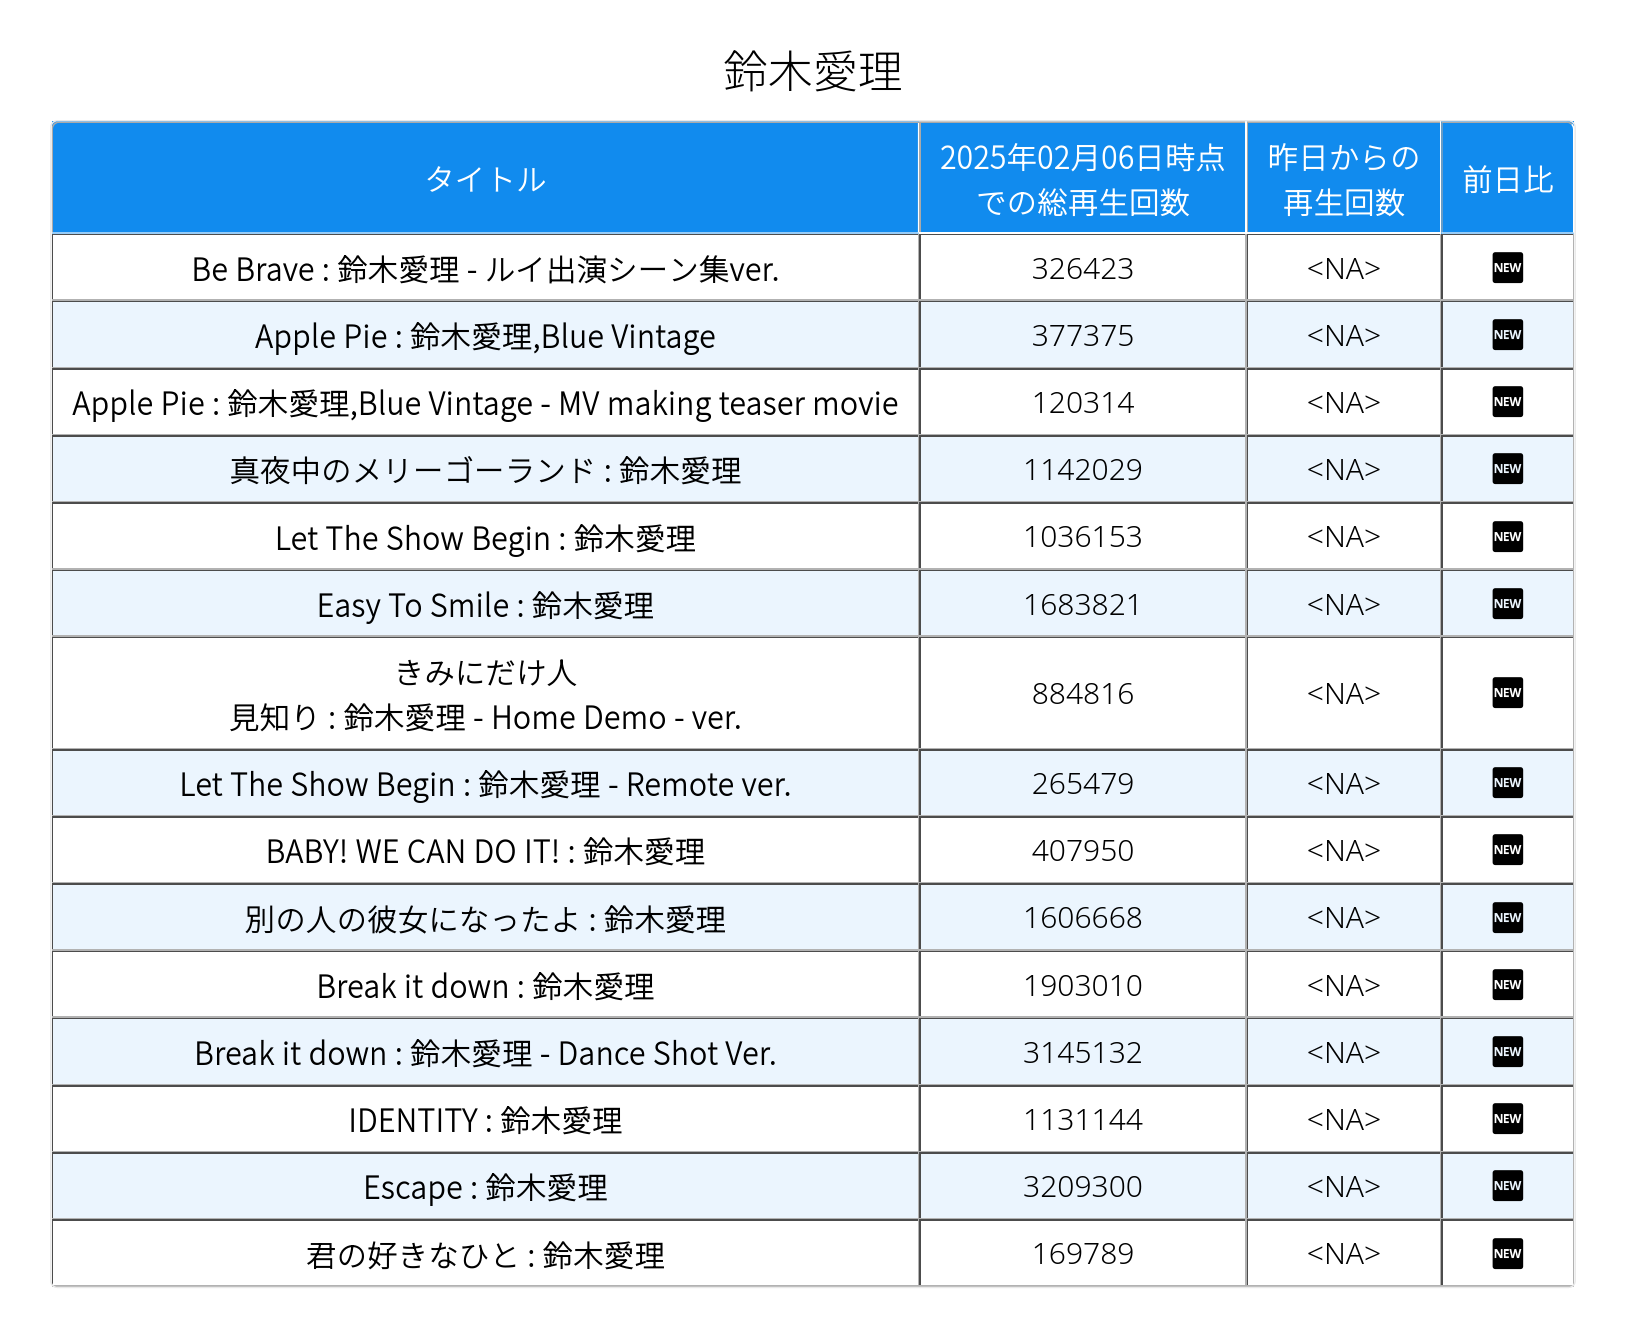 鈴木愛理
タイトル
2025年02月06日時点
での総再生回数
昨日からの
再生回数
前日比
Be Brave : 鈴木愛理 - ルイ出演シーン集ver. 326423 <NA> NEW
Apple Pie : 鈴木愛理,Blue Vintage 377375 <NA> NEW
Apple Pie : 鈴木愛理,Blue Vintage - MV making teaser movie 120314 <NA> NEW
真夜中のメリーゴーランド : 鈴木愛理 1142029 <NA> NEW
Let The Show Begin : 鈴木愛理 1036153 <NA> NEW
Easy To Smile : 鈴木愛理 1683821 <NA> NEW
きみにだけ人
見知り : 鈴木愛理 - Home Demo - ver. 884816 <NA> NEW
Let The Show Begin : 鈴木愛理 - Remote ver. 265479 <NA> NEW
BABY! WE CAN DO IT! : 鈴木愛理 407950 <NA> NEW
別の人の彼女になったよ : 鈴木愛理 1606668 <NA> NEW
Break it down : 鈴木愛理 1903010 <NA> NEW
Break it down : 鈴木愛理 - Dance Shot Ver. 3145132 <NA> NEW
IDENTITY : 鈴木愛理 1131144 <NA> NEW
Escape : 鈴木愛理 3209300 <NA> NEW
君の好きなひと : 鈴木愛理 169789 <NA> NEW